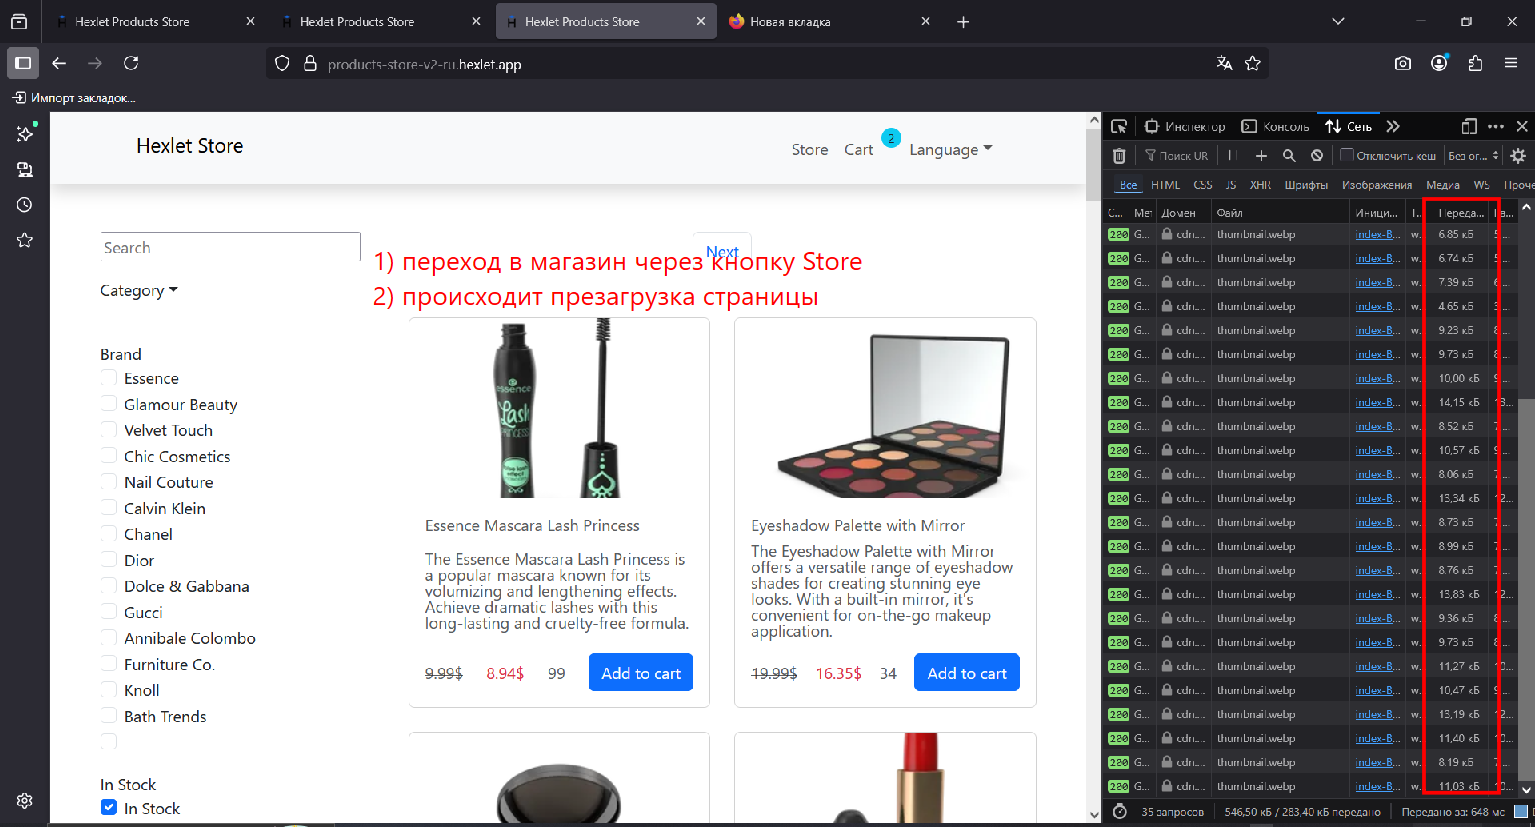 Hexlet Products Store
Hexlet Products Store
Hexlet Products Store
Новая вкладка
products-store-v2-ru.hexlet.app
Импорт закладок...
Hexlet Store
Store
Cart
2
Language
Search
Next
1) переход в магазин через кнопку Store
2) происходит презагрузка страницы
Category
Brand
Essence
Glamour Beauty
Velvet Touch
Chic Cosmetics
Nail Couture
Calvin Klein
Chanel
Dior
Dolce & Gabbana
Gucci
Annibale Colombo
Furniture Co.
Knoll
Bath Trends
In Stock
In Stock
essence
Lash
PRINCESS
Essence Mascara Lash Princess
The Essence Mascara Lash Princess is
a popular mascara known for its
volumizing and lengthening effects.
Achieve dramatic lashes with this
long-lasting and cruelty-free formula.
9.99$ 8.94$ 99 Add to cart
Eyeshadow Palette with Mirror
The Eyeshadow Palette with Mirror
offers a versatile range of eyeshadow
shades for creating stunning eye
looks. With a built-in mirror, it's
convenient for on-the-go makeup
application.
19.99$ 16.35$ 34 Add to cart
Инспектор Консоль Сеть
Поиск UR Отключить кеш Без ог...
Все HTML CSS JS XHR Шрифты Изображения Медиа WS Проче
С... Мет Домен Файл Иници... Т... Переда... Ра...
200 G... cdn.... thumbnail.webp index-B... w. 6.85 кБ 5...
200 G... cdn.... thumbnail.webp index-B... w. 6.74 кБ 5...
200 G... cdn.... thumbnail.webp index-B... w. 7.39 кБ 6...
200 G... cdn.... thumbnail.webp index-B... w. 4.65 кБ 3...
200 G... cdn.... thumbnail.webp index-B... w. 9.23 кБ 8...
200 G... cdn.... thumbnail.webp index-B... w. 9.73 кБ 8...
200 G... cdn.... thumbnail.webp index-B... w. 10,00 кБ 9...
200 G... cdn.... thumbnail.webp index-B... w. 14,15 кБ 13...
200 G... cdn.... thumbnail.webp index-B... w. 8.52 кБ 7...
200 G... cdn.... thumbnail.webp index-B... w. 10,57 кБ 9...
200 G... cdn.... thumbnail.webp index-B... w. 8.06 кБ 7...
200 G... cdn.... thumbnail.webp index-B... w. 13,34 кБ 12...
200 G... cdn.... thumbnail.webp index-B... w. 8.73 кБ 7...
200 G... cdn.... thumbnail.webp index-B... w. 8.99 кБ 7...
200 G... cdn.... thumbnail.webp index-B... w. 8.76 кБ 7...
200 G... cdn.... thumbnail.webp index-B... w. 13,83 кБ 12...
200 G... cdn.... thumbnail.webp index-B... w. 9.36 кБ 8...
200 G... cdn.... thumbnail.webp index-B... w. 9.73 кБ 8...
200 G... cdn.... thumbnail.webp index-B... w. 11,27 кБ 10...
200 G... cdn.... thumbnail.webp index-B... w. 10,47 кБ 9...
200 G... cdn.... thumbnail.webp index-B... w. 13,19 кБ 12...
200 G... cdn.... thumbnail.webp index-B... w. 11,40 кБ 10...
200 G... cdn.... thumbnail.webp index-B... w. 8.19 кБ 7...
200 G... cdn.... thumbnail.webp index-B... w. 11,03 кБ 10...
35 запросов 546,50 кБ / 283,40 кБ передано Передано за: 648 мс